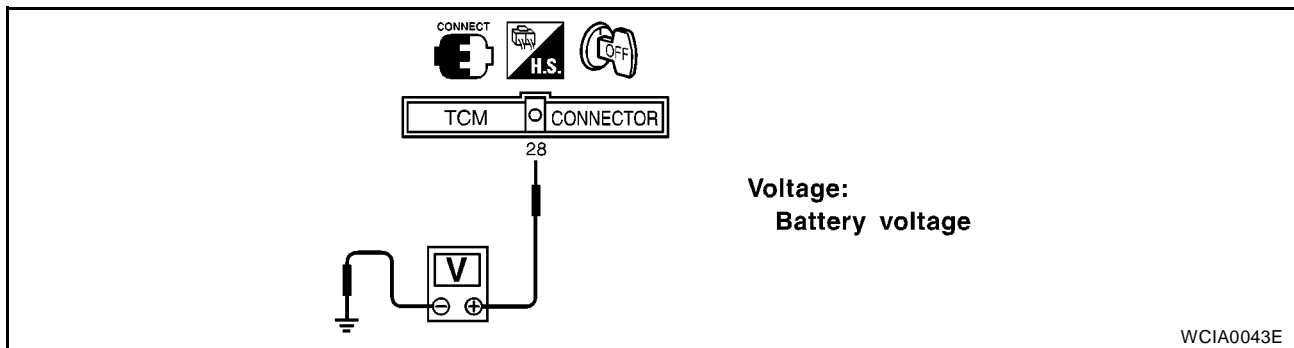 CONNECT
H.S.
OFF
TCM CONNECTOR
28
Voltage:
Battery voltage
V
WCIA0043E